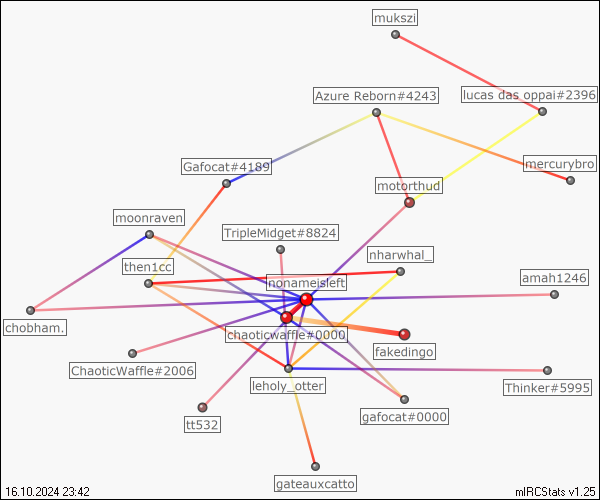 mukszi
Azure Reborn#4243
lucas das oppai#2396
Gafocat#4189
mercurybro
motorthud
moonraven
TripleMidget#8824
nharwhal_
then1cc
nonameisleft
amah1246
chobham.
chaoticwaffle#0000
fakedingo
ChaoticWaffle#2006
leholy_otter
Thinker#5995
tt532
gafocat#0000
gateauxcatto
16.10.2024 23:42
mIRCStats v1.25